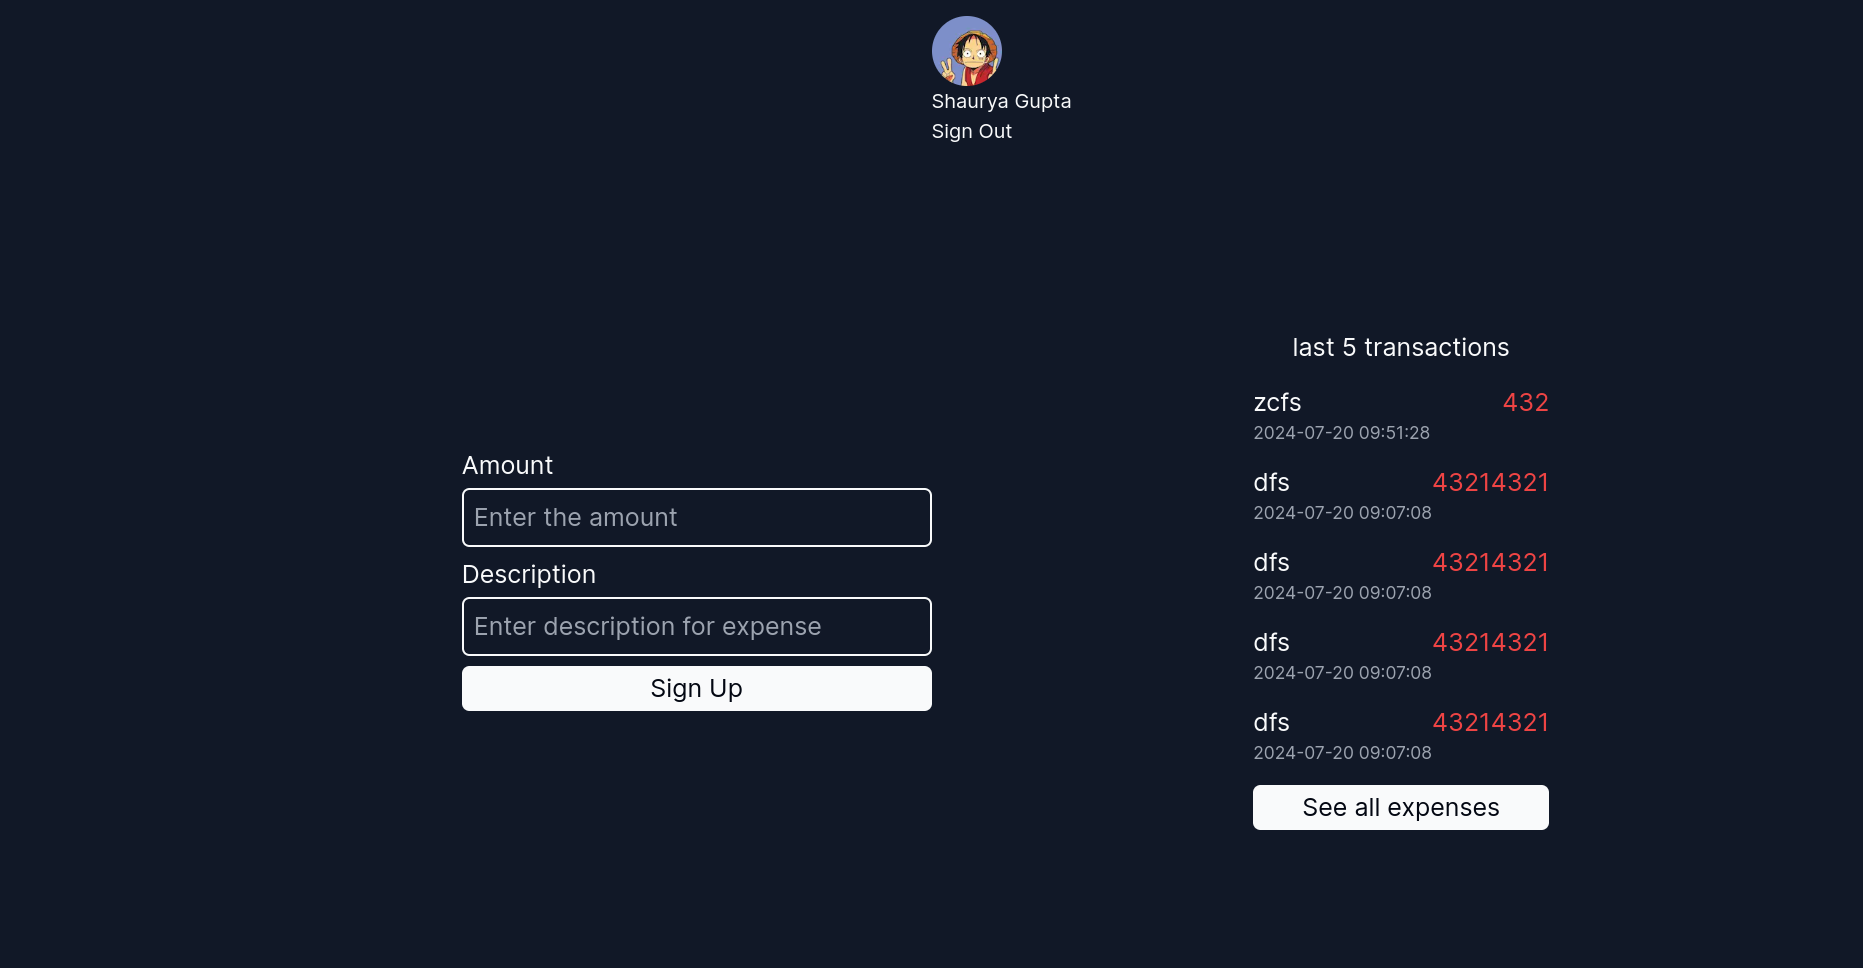 Shaurya Gupta
Sign Out
Amount
Enter the amount
Description
Enter description for expense
Sign Up
last 5 transactions
zcfs 432
2024-07-20 09:51:28
dfs 43214321
2024-07-20 09:07:08
dfs 43214321
2024-07-20 09:07:08
dfs 43214321
2024-07-20 09:07:08
dfs 43214321
2024-07-20 09:07:08
See all expenses